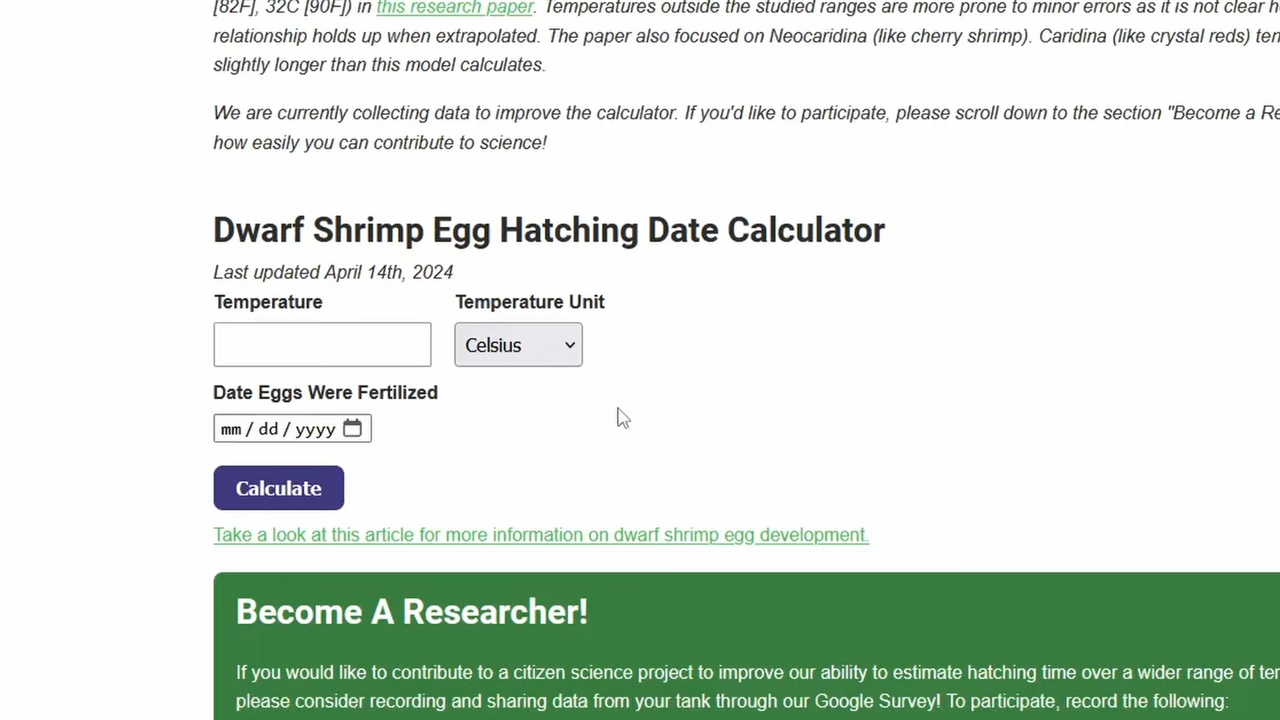 [82F], 32C [90F]) in this research paper. Temperatures outside the studied ranges are more prone to minor errors as it is not clear
relationship holds up when extrapolated. The paper also focused on Neocaridina (like cherry shrimp). Caridina (like crystal reds)
slightly longer than this model calculates.
We are currently collecting data to improve the calculator. If you'd like to participate, please scroll down to the section "Become a
how easily you can contribute to science!
Dwarf Shrimp Egg Hatching Date Calculator
Last updated April 14th, 2024
Temperature Temperature Unit
Celsius
Date Eggs Were Fertilized
mm / dd / yyyy
Calculate
Take a look at this article for more information on dwarf shrimp egg development.
Become A Researcher!
If you would like to contribute to a citizen science project to improve our ability to estimate hatching time over a wider range of
please consider recording and sharing data from your tank through our Google Survey! To participate, record the following: